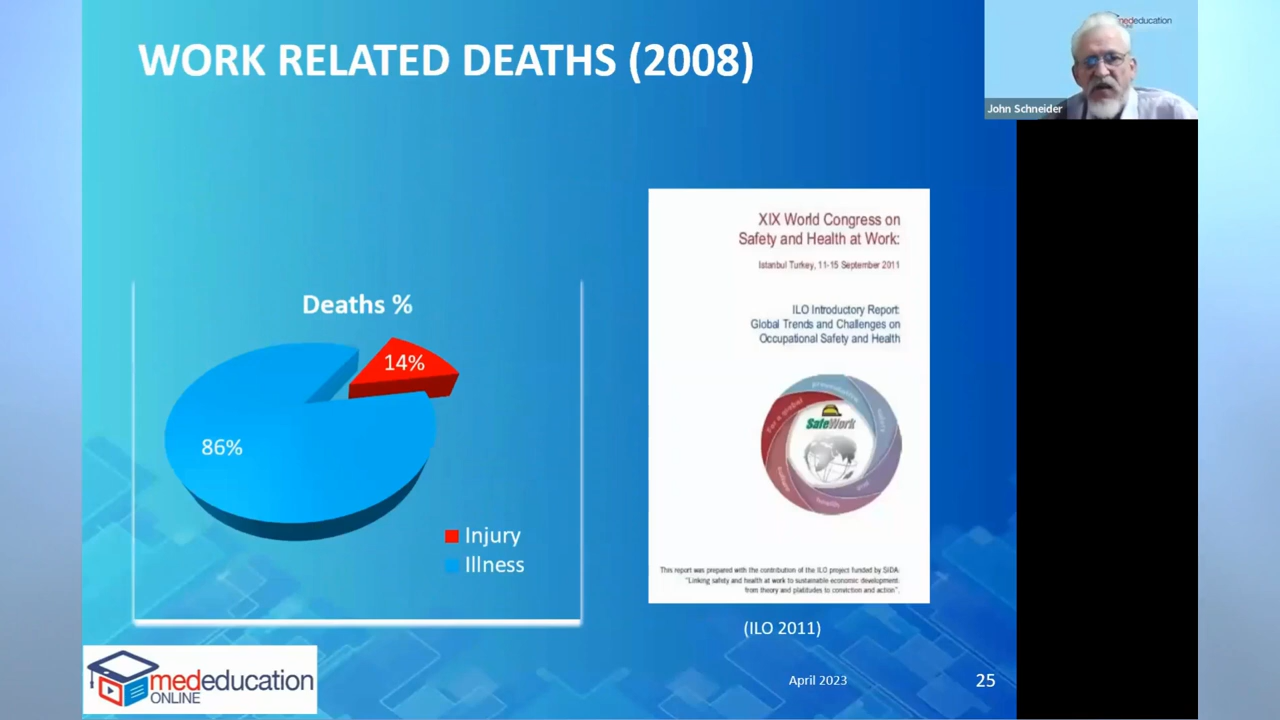 WORK RELATED DEATHS (2008)
mededucation
John Schneider
XIX World Congress on
Safety and Health at Work:
Istanbul Turkey, 11-15 September 2011
ILO Introductory Report:
Global Trends and Challenges on
Occupational Safety and Health
Deaths %
14%
86%
Injury
Illness
For a global
SafeWork
This report was prepared with the contribution of the ILO project funded by SIDA:
"Linking safety and health at work to sustainable economic development:
from theory and platitudes to conviction and action".
(ILO 2011)
mededucation
ONLINE
April 2023
25